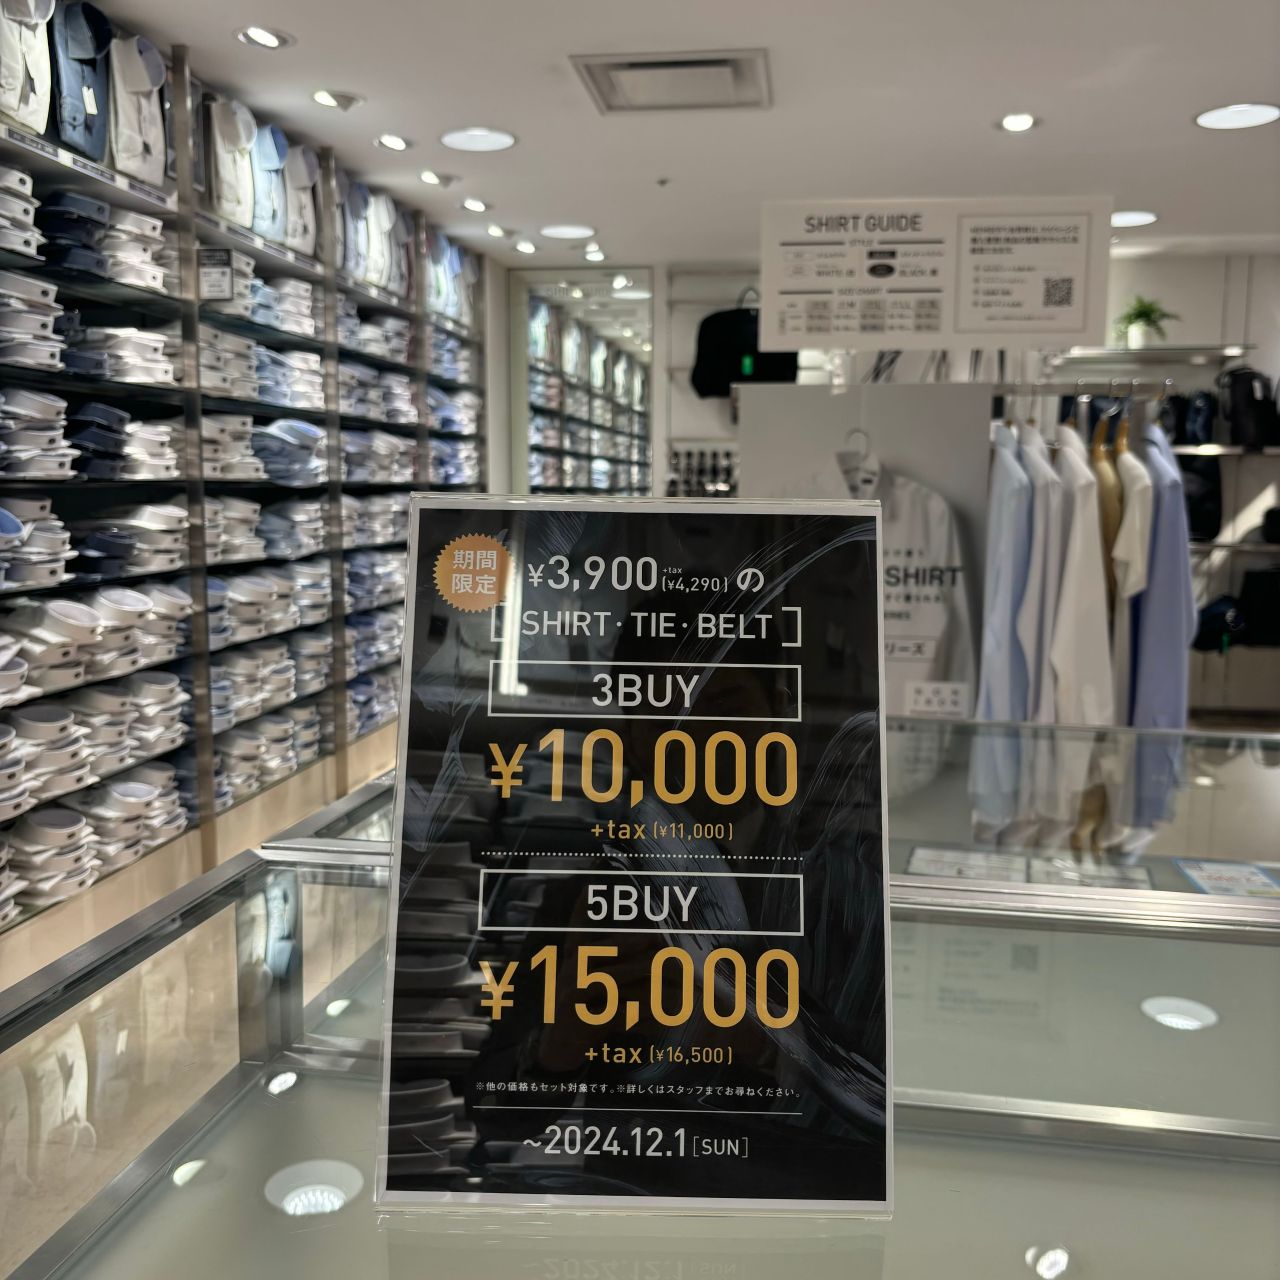 SHIRT GUIDE
STYLE
SIZE CHART
SHIRT
期間
限定
¥3,900 +tax (¥4,290) の
[SHIRT・TIE・BELT]
3BUY
¥10,000
+tax (¥11,000)
5BUY
¥15,000
+tax (¥16,500)
※他の価格もセット対象です。※詳しくはスタッフまでお尋ねください。
~2024.12.1 [SUN]